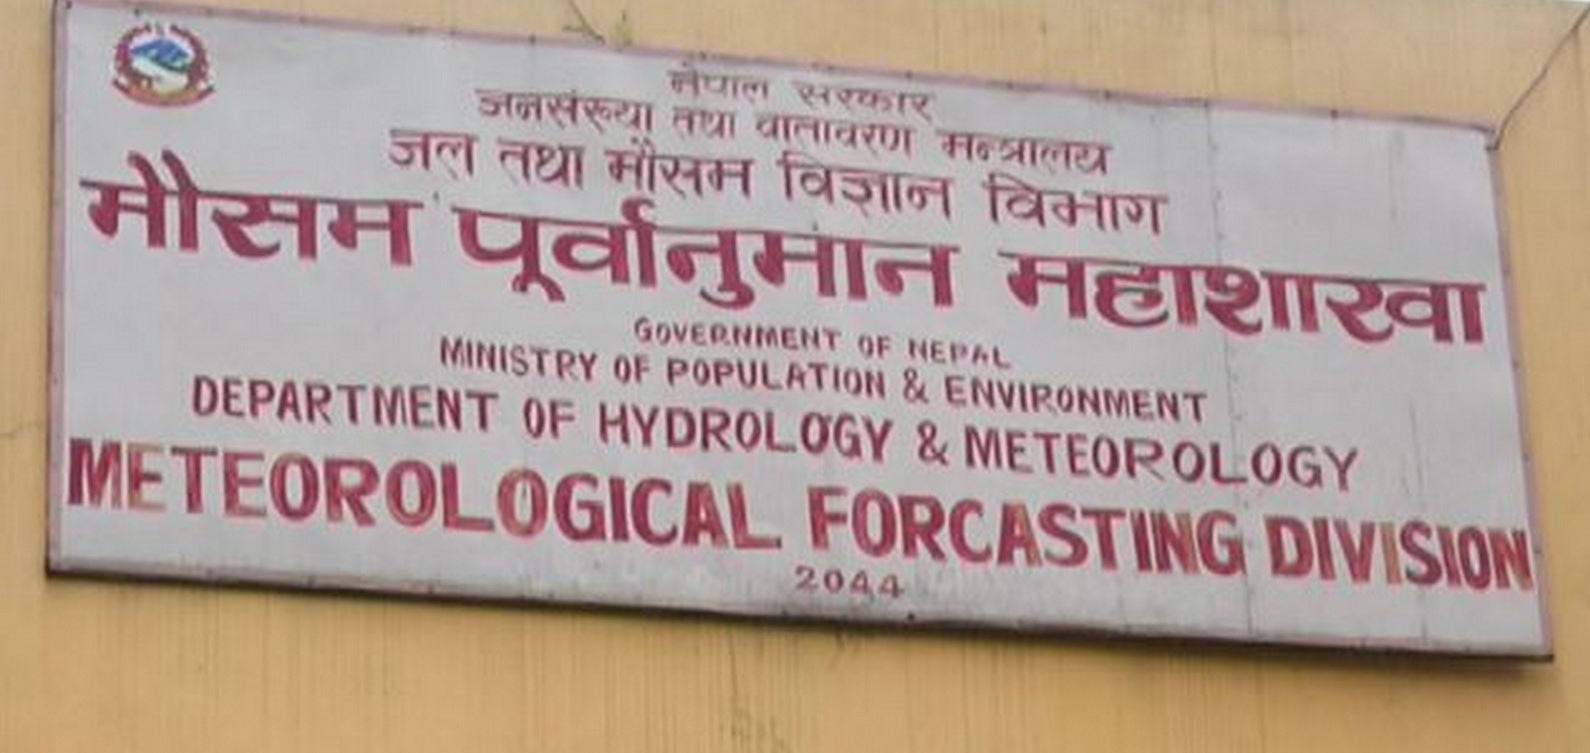 नेपाल सरकार
जनसंख्या तथा वातावरण मन्त्रालय
जल तथा मौसम विज्ञान विभाग
मौसम पूर्वानुमान महाशाखा
GOVERNMENT OF NEPAL
MINISTRY OF POPULATION & ENVIRONMENT
DEPARTMENT OF HYDROLOGY & METEOROLOGY
METEOROLOGICAL FORCASTING DIVISION
2044